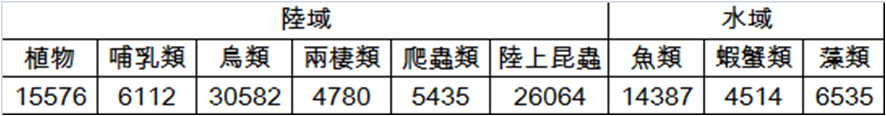 陸域 水域
植物 哺乳類 鳥類 兩棲類 爬蟲類 陸上昆蟲 魚類 蝦蟹類 藻類
15576 6112 30582 4780 5435 26064 14387 4514 6535